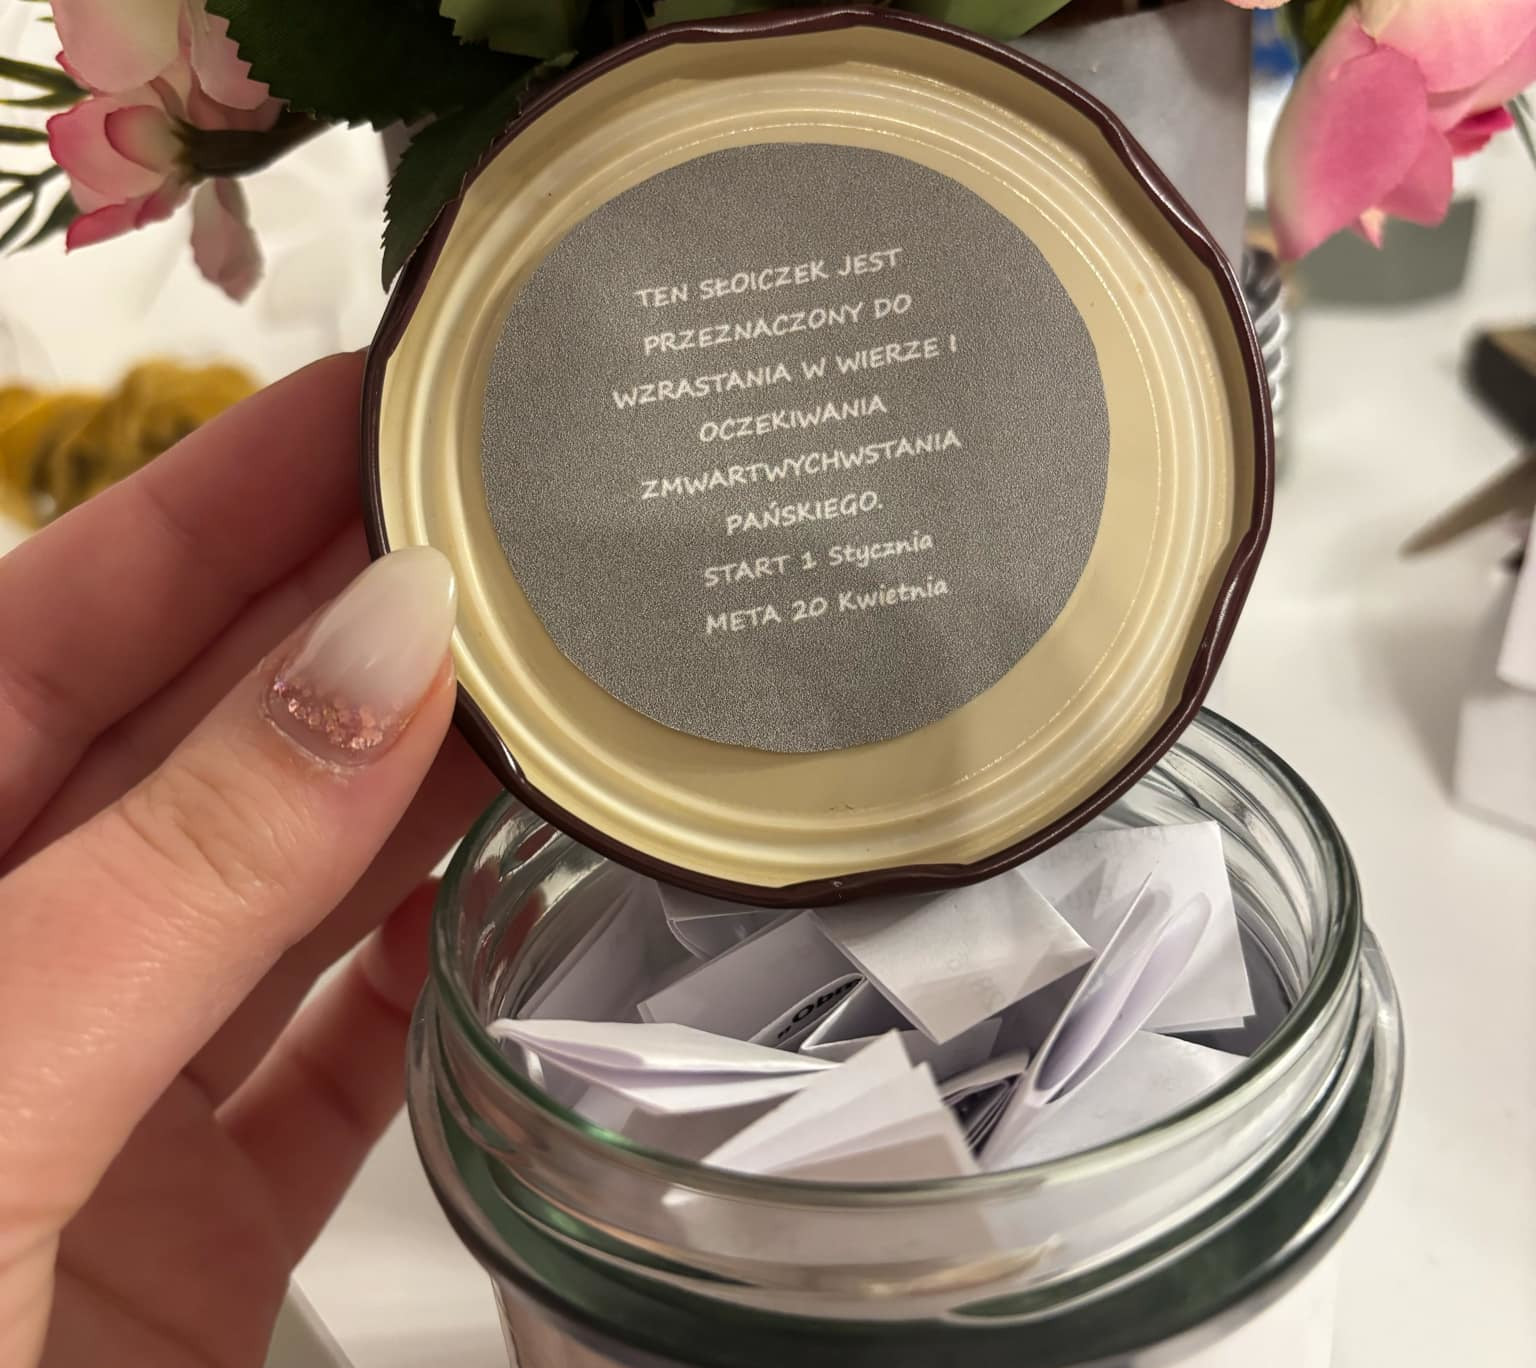 TEN SŁOICZEK JEST
PRZEZNACZONY DO
WZRASTANIA W WIERZE I
OCZEKIWANIA
ZMWARTWYCHWSTANIA
PAŃSKIEGO.
START 1 Stycznia
META 20 Kwietnia